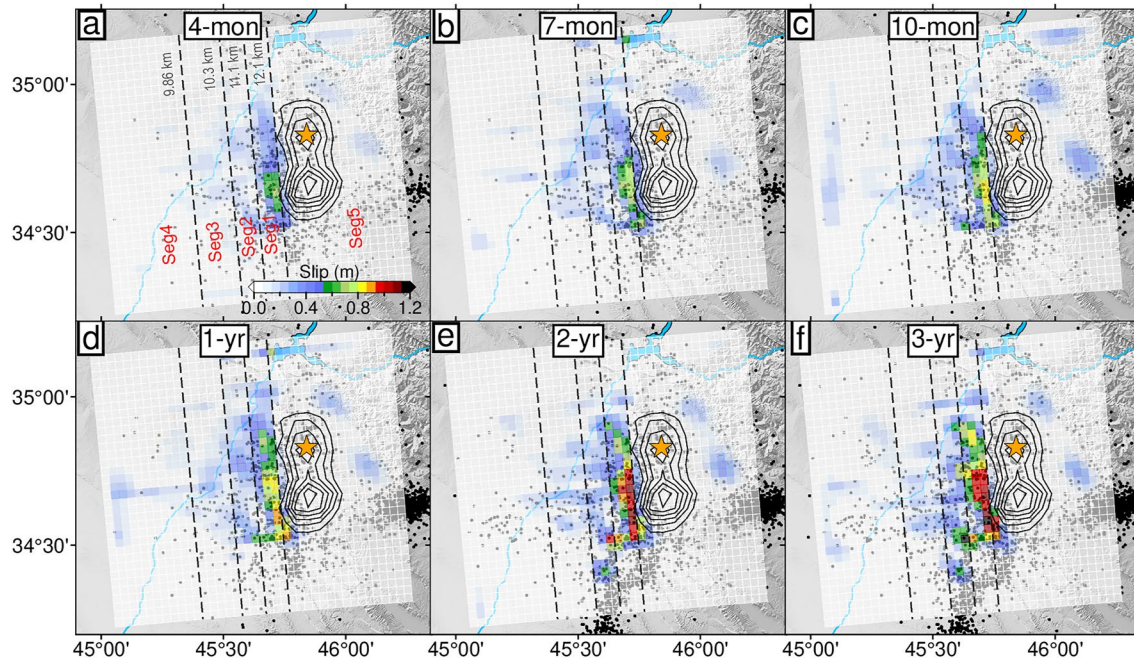 a
4-mon
b
7-mon
c
10-mon
35°00'
34°30'
9.86 km
10.3 km
11.1 km
12.1 km
Seg4
Seg3
Seg2
Seg1
Seg5
Slip (m)
0.0 0.4 0.8 1.2
d
1-yr
e
2-yr
f
3-yr
35°00'
34°30'
45°00' 45°30' 46°00' 45°00' 45°30' 46°00' 45°00' 45°30' 46°00'